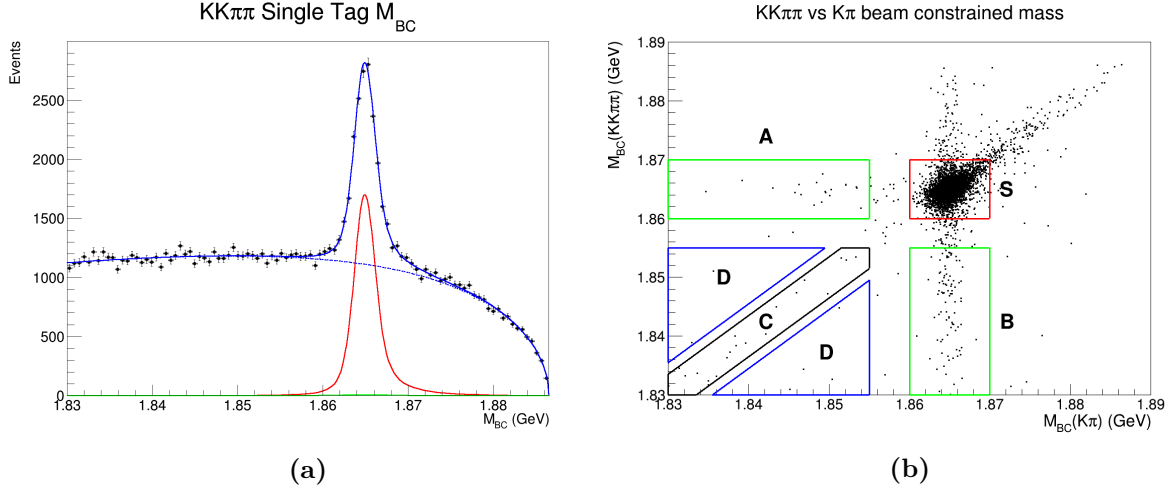 KKππ Single Tag M_BC
Events
2500
2000
1500
1000
500
0
1.83 1.84 1.85 1.86 1.87 1.88
M_BC (GeV)
(a)
KKππ vs Kπ beam constrained mass
M_BC(KKππ) (GeV)
1.89
1.88
1.87
1.86
1.85
1.84
1.83
A
S
D
C
B
D
1.83 1.84 1.85 1.86 1.87 1.88 1.89
M_BC(Kπ) (GeV)
(b)